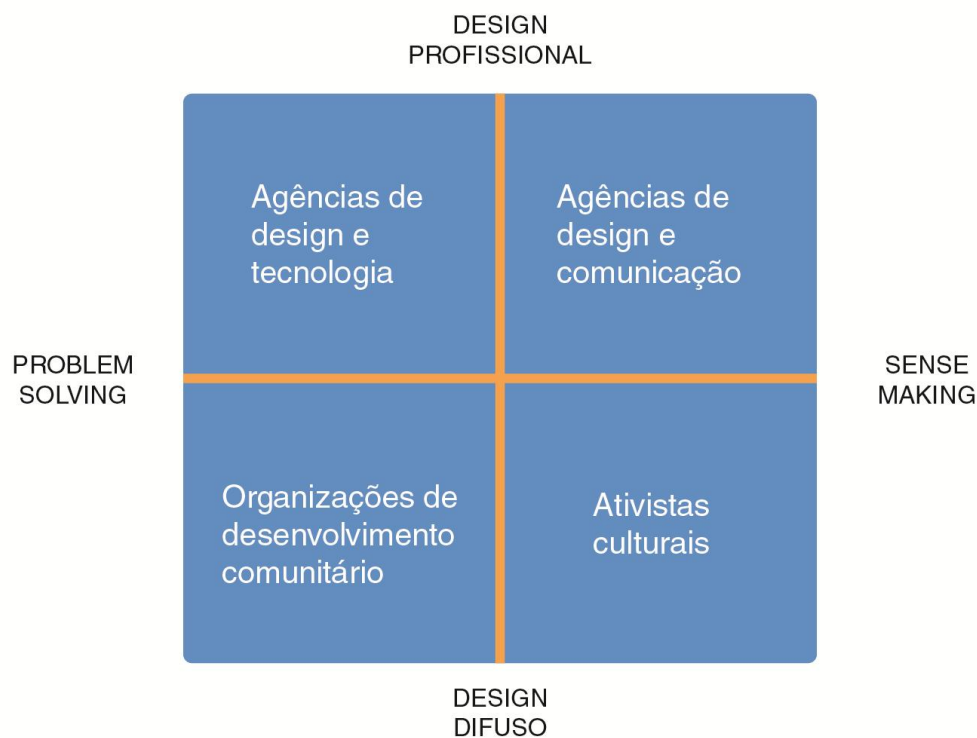 DESIGN
PROFISSIONAL
Agências de
design e
tecnologia
Agências de
design e
comunicação
PROBLEM
SOLVING
SENSE
MAKING
Organizações de
desenvolvimento
comunitário
Ativistas
culturais
DESIGN
DIFUSO